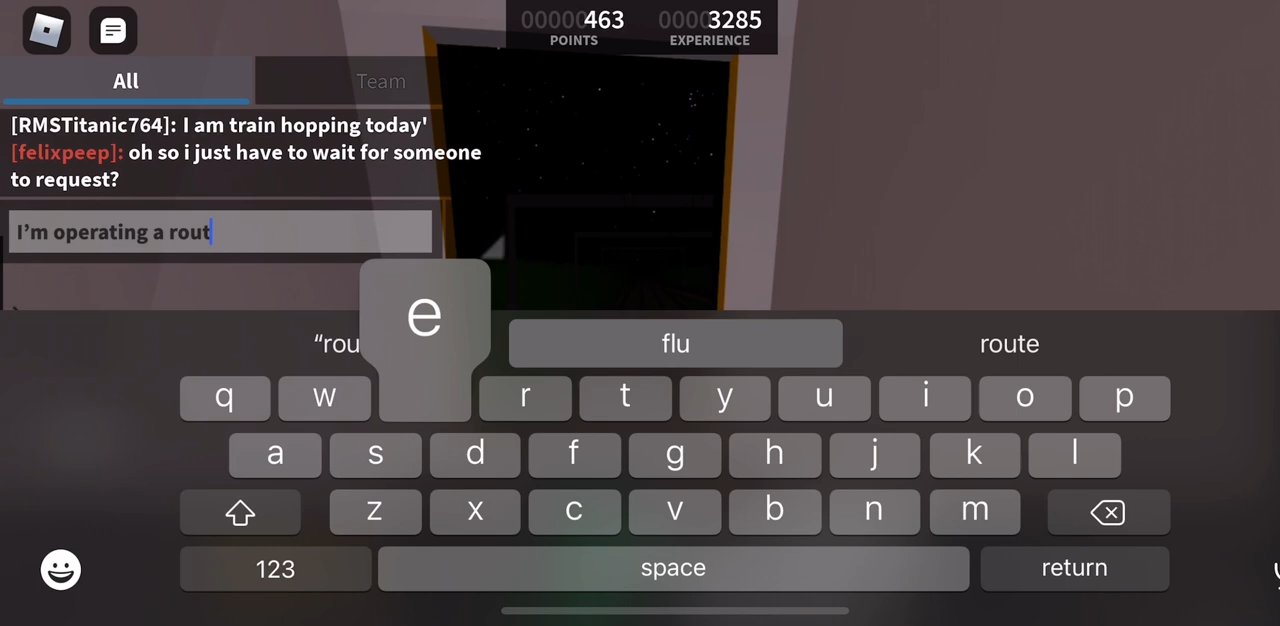 00000463
POINTS
00003285
EXPERIENCE
All
Team
[RMSTitanic764]: I am train hopping today'
[felixpeep]: oh so i just have to wait for someone
to request?
I’m operating a rout
e
“rou
flu
route
q w r t y u i o p
a s d f g h j k l
z x c v b n m
123
space
return